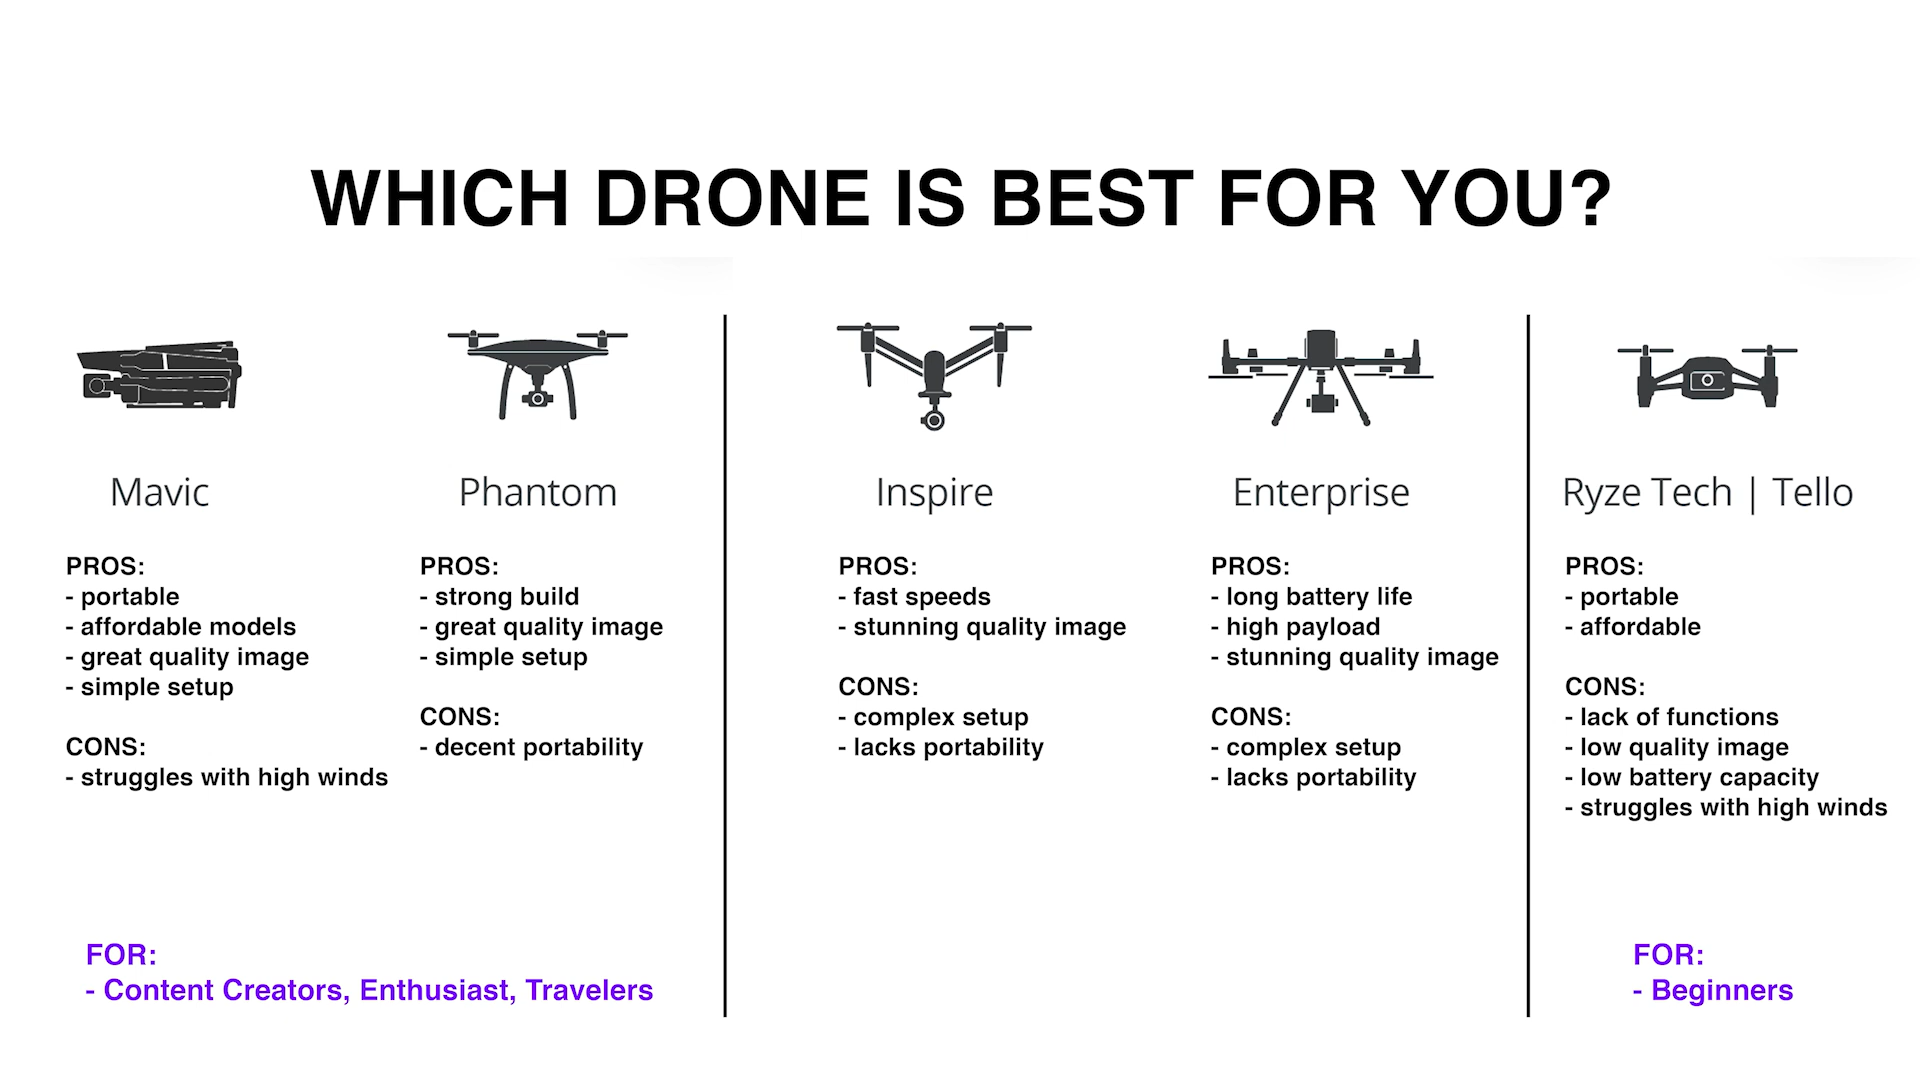 WHICH DRONE IS BEST FOR YOU?
Mavic
PROS:
- portable
- affordable models
- great quality image
- simple setup
CONS:
- struggles with high winds
Phantom
PROS:
- strong build
- great quality image
- simple setup
CONS:
- decent portability
FOR:
- Content Creators, Enthusiast, Travelers
Inspire
PROS:
- fast speeds
- stunning quality image
CONS:
- complex setup
- lacks portability
Enterprise
PROS:
- long battery life
- high payload
- stunning quality image
CONS:
- complex setup
- lacks portability
Ryze Tech | Tello
PROS:
- portable
- affordable
CONS:
- lack of functions
- low quality image
- low battery capacity
- struggles with high winds
FOR:
- Beginners